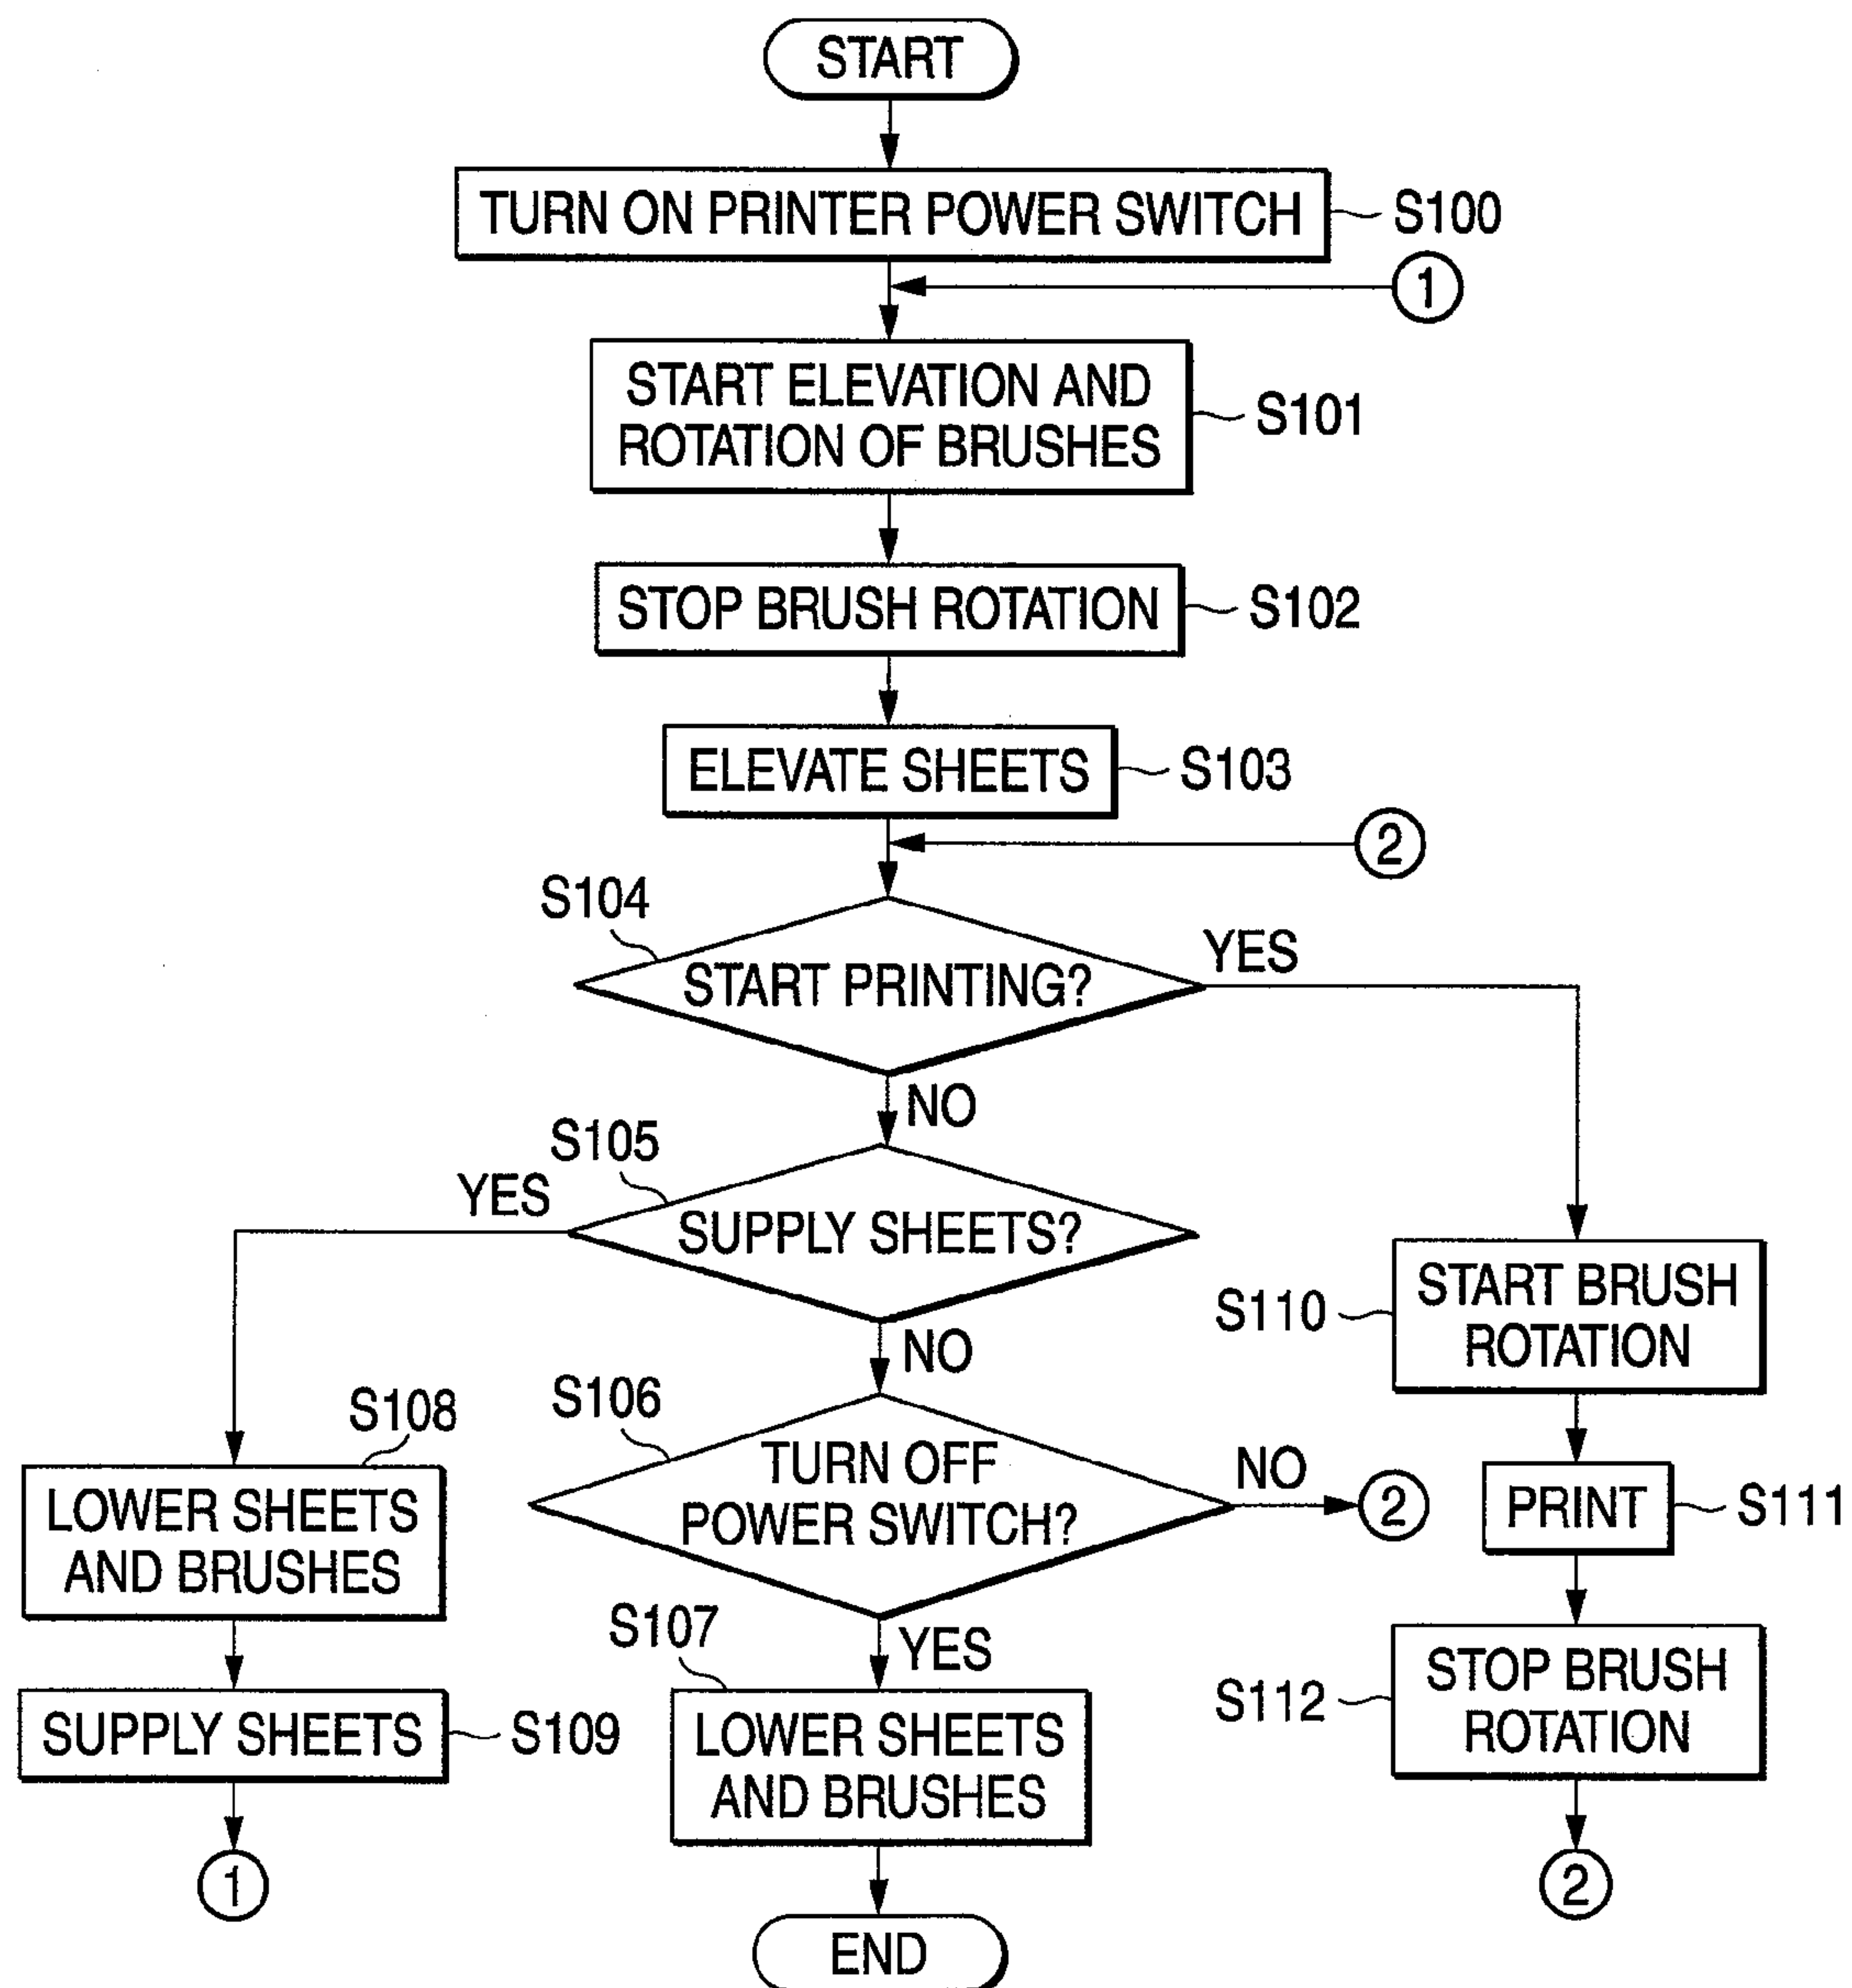 START
TURN ON PRINTER POWER SWITCH
S100
1
START ELEVATION AND
ROTATION OF BRUSHES
S101
STOP BRUSH ROTATION
S102
ELEVATE SHEETS
S103
2
S104
START PRINTING?
YES
NO
S105
YES
SUPPLY SHEETS?
NO
S110
START BRUSH
ROTATION
S106
TURN OFF
POWER SWITCH?
NO
2
S108
LOWER SHEETS
AND BRUSHES
PRINT
S111
S107
YES
SUPPLY SHEETS
S109
LOWER SHEETS
AND BRUSHES
S112
STOP BRUSH
ROTATION
1
2
END